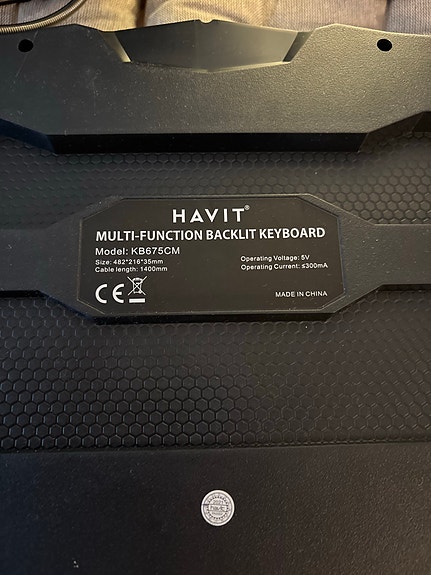 HAVIT®
MULTI-FUNCTION BACKLIT KEYBOARD
Model: KB675CM
Size: 482*216*35mm
Cable length: 1400mm
Operating Voltage: 5V
Operating Current: ≤300mA
CE
MADE IN CHINA